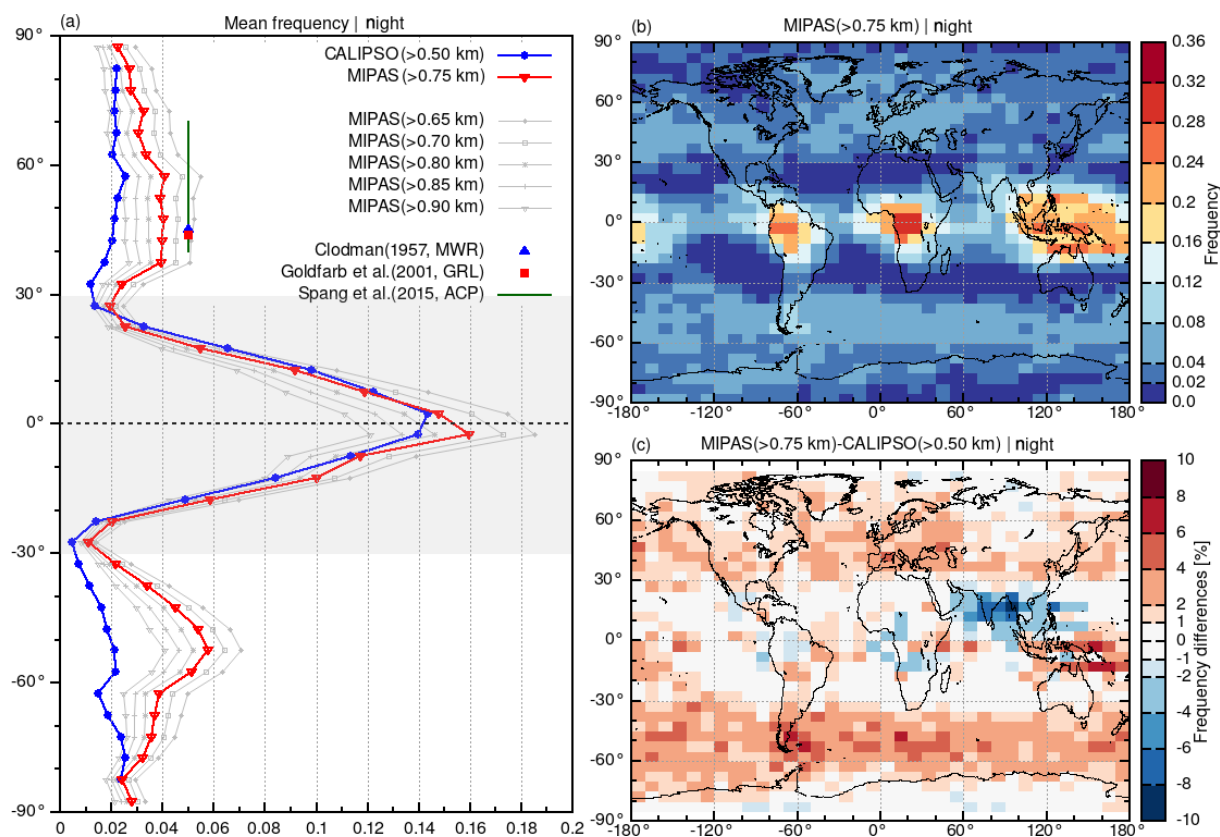 (a) Mean frequency | night
CALIPSO(>0.50 km)
MIPAS(>0.75 km)
MIPAS(>0.65 km)
MIPAS(>0.70 km)
MIPAS(>0.80 km)
MIPAS(>0.85 km)
MIPAS(>0.90 km)
Clodman(1957, MWR)
Goldfarb et al.(2001, GRL)
Spang et al.(2015, ACP)
90°
60°
30°
0°
-30°
-60°
-90°
0 0.02 0.04 0.06 0.08 0.1 0.12 0.14 0.16 0.18 0.2
(b) MIPAS(>0.75 km) | night
90°
60°
30°
0°
-30°
-60°
-90°
-180° -120° -60° 0° 60° 120° 180°
0.36
0.30
0.24
0.20
0.16
0.12
0.08
0.04
0.02
0.0
Frequency
(c) MIPAS(>0.75 km)-CALIPSO(>0.50 km) | night
90°
60°
30°
0°
-30°
-60°
-90°
-180° -120° -60° 0° 60° 120° 180°
10
8
6
4
2
1
0
-1
-2
-4
-6
-8
-10
Frequency differences [%]